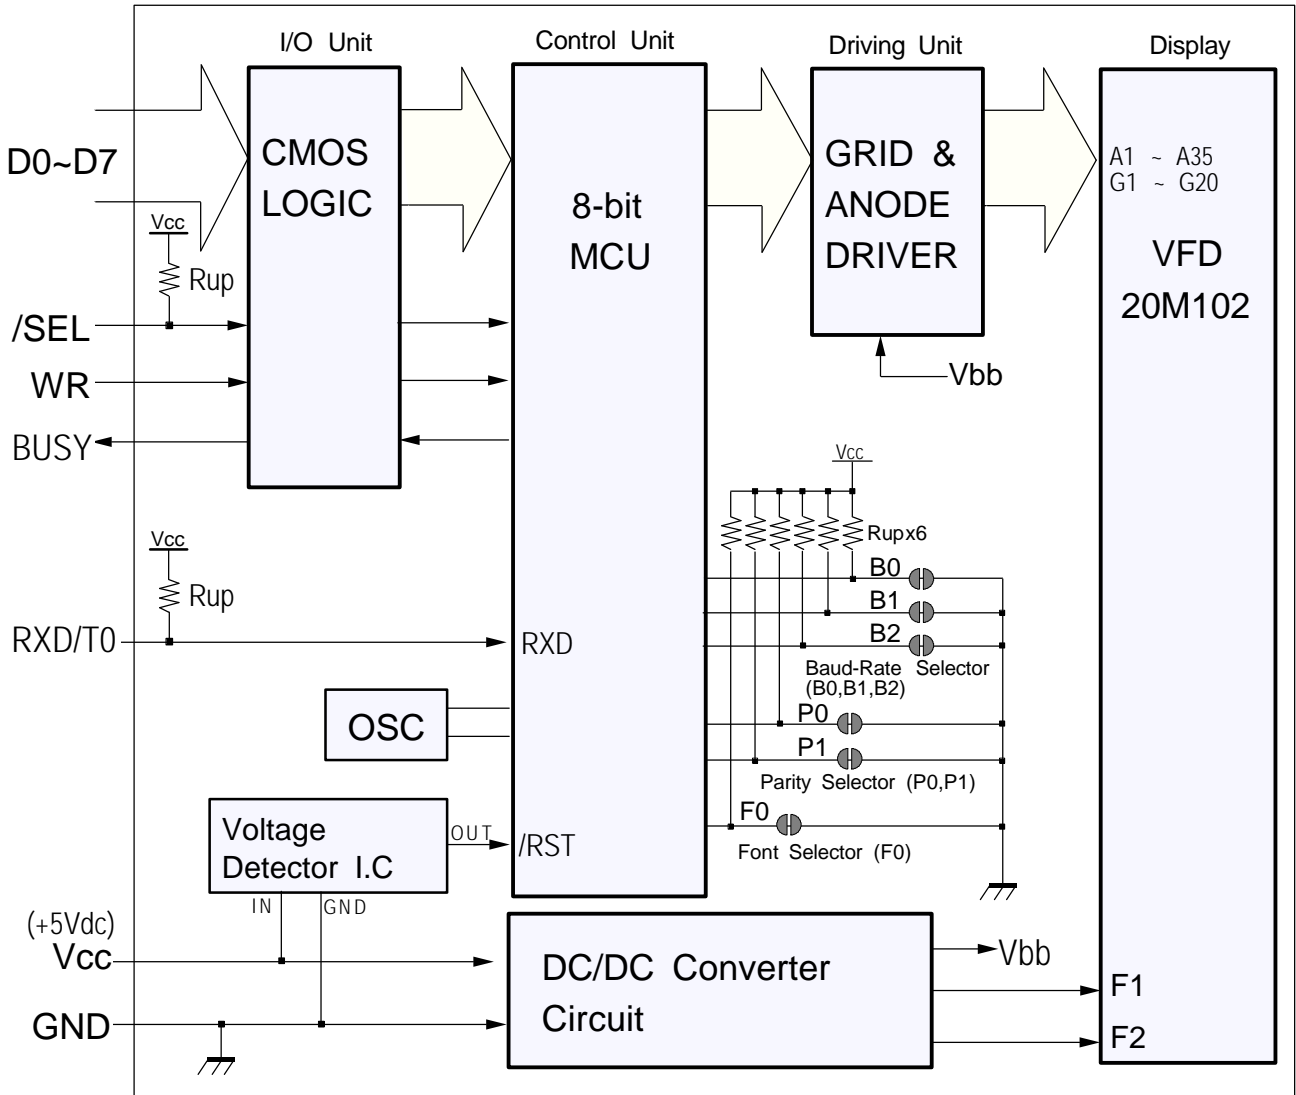 I/O Unit
Control Unit
Driving Unit
Display
D0~D7
CMOS
LOGIC
8-bit
MCU
GRID &
ANODE
DRIVER
A1 ~ A35
G1 ~ G20
VFD
20M102
Vcc
Rup
/SEL
WR
BUSY
Vbb
Vcc
Rupx6
Vcc
Rup
RXD/T0
RXD
B0
B1
B2
Baud-Rate Selector
(B0,B1,B2)
P0
P1
Parity Selector (P0,P1)
F0
Font Selector (F0)
OSC
Voltage
Detector I.C
OUT
/RST
IN
GND
(+5Vdc)
Vcc
GND
DC/DC Converter
Circuit
Vbb
F1
F2